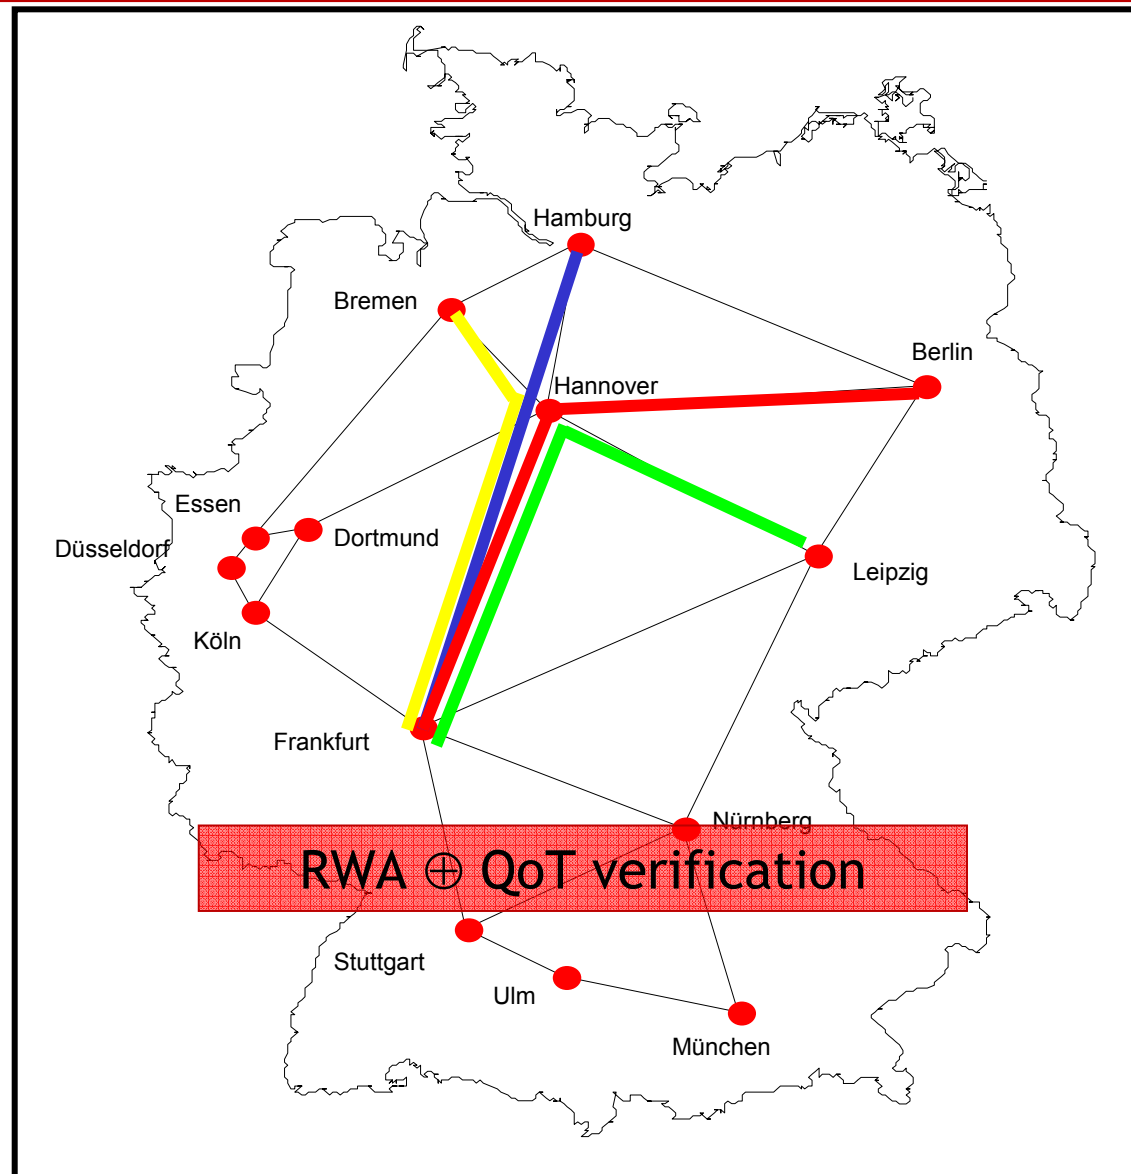 Hamburg
Bremen
Berlin
Hannover
Essen
Dortmund
Düsseldorf
Leipzig
Köln
Frankfurt
Nürnberg
RWA ⊕ QoT verification
Stuttgart
Ulm
München